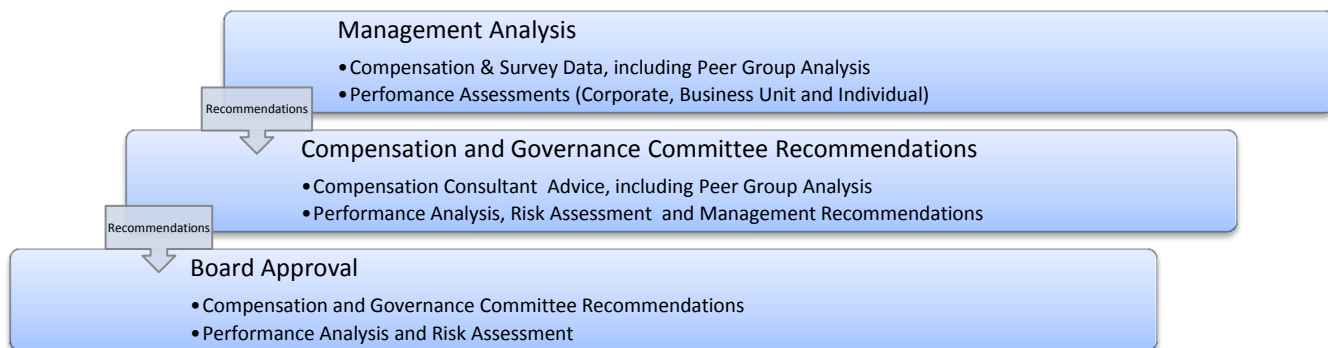 Management Analysis
•Compensation & Survey Data, including Peer Group Analysis
•Perfomance Assessments (Corporate, Business Unit and Individual)
Recommendations
Compensation and Governance Committee Recommendations
•Compensation Consultant Advice, including Peer Group Analysis
•Performance Analysis, Risk Assessment and Management Recommendations
Recommendations
Board Approval
•Compensation and Governance Committee Recommendations
•Performance Analysis and Risk Assessment